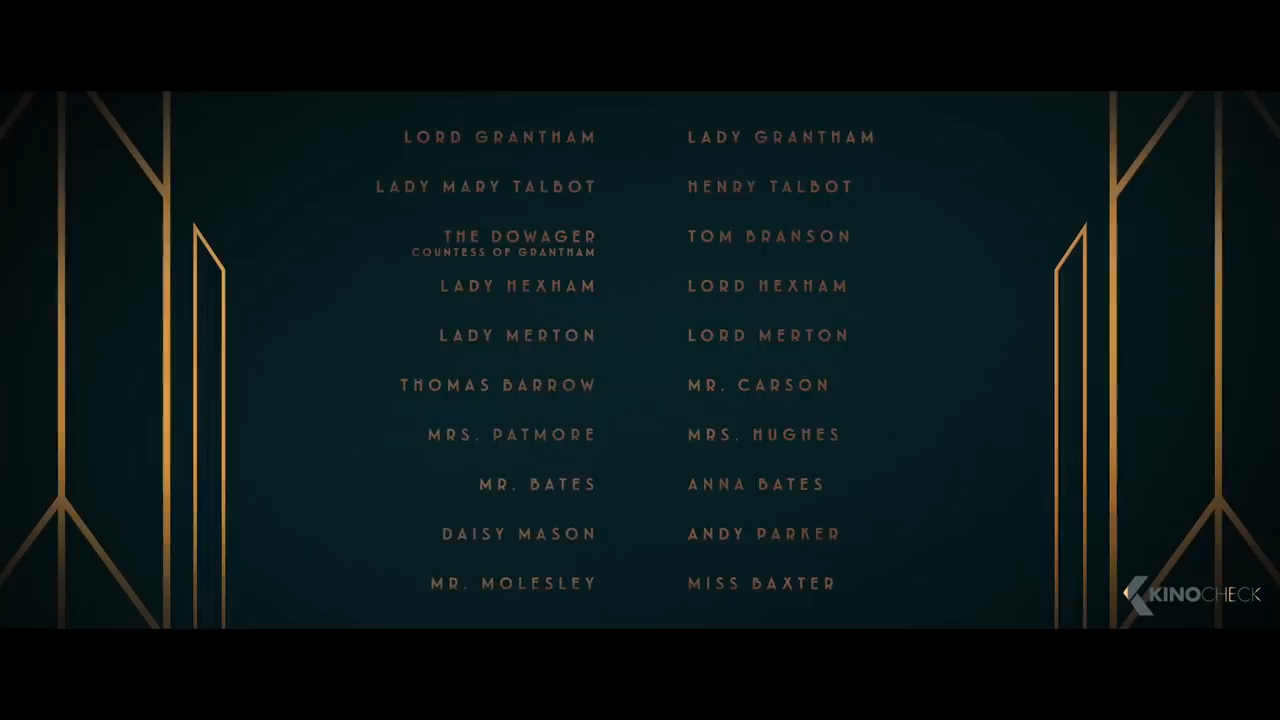 LORD GRANTHAM LADY GRANTHAM
LADY MARY TALBOT HENRY TALBOT
THE DOWAGER TOM BRANSON
COUNTESS OF GRANTHAM
LADY HEXHAM LORD HEXHAM
LADY MERTON LORD MERTON
THOMAS BARROW MR. CARSON
MRS. PATMORE MRS. HUGHES
MR. BATES ANNA BATES
DAISY MASON ANDY PARKER
MR. MOLESLEY MISS BAXTER
KINOCHECK